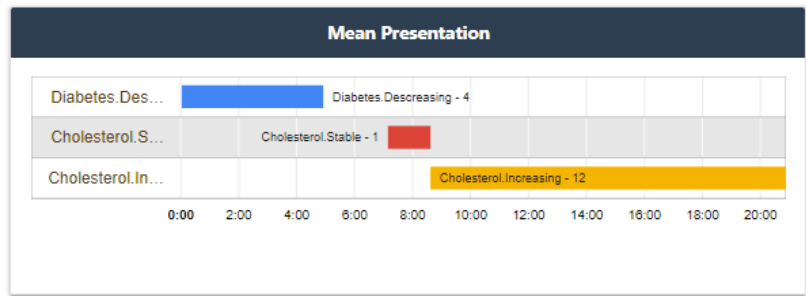 Mean Presentation
Diabetes.Des...
Diabetes.Descreasing - 4
Cholesterol.S...
Cholesterol.Stable - 1
Cholesterol.In...
Cholesterol.Increasing - 12
0:00 2:00 4:00 6:00 8:00 10:00 12:00 14:00 16:00 18:00 20:00